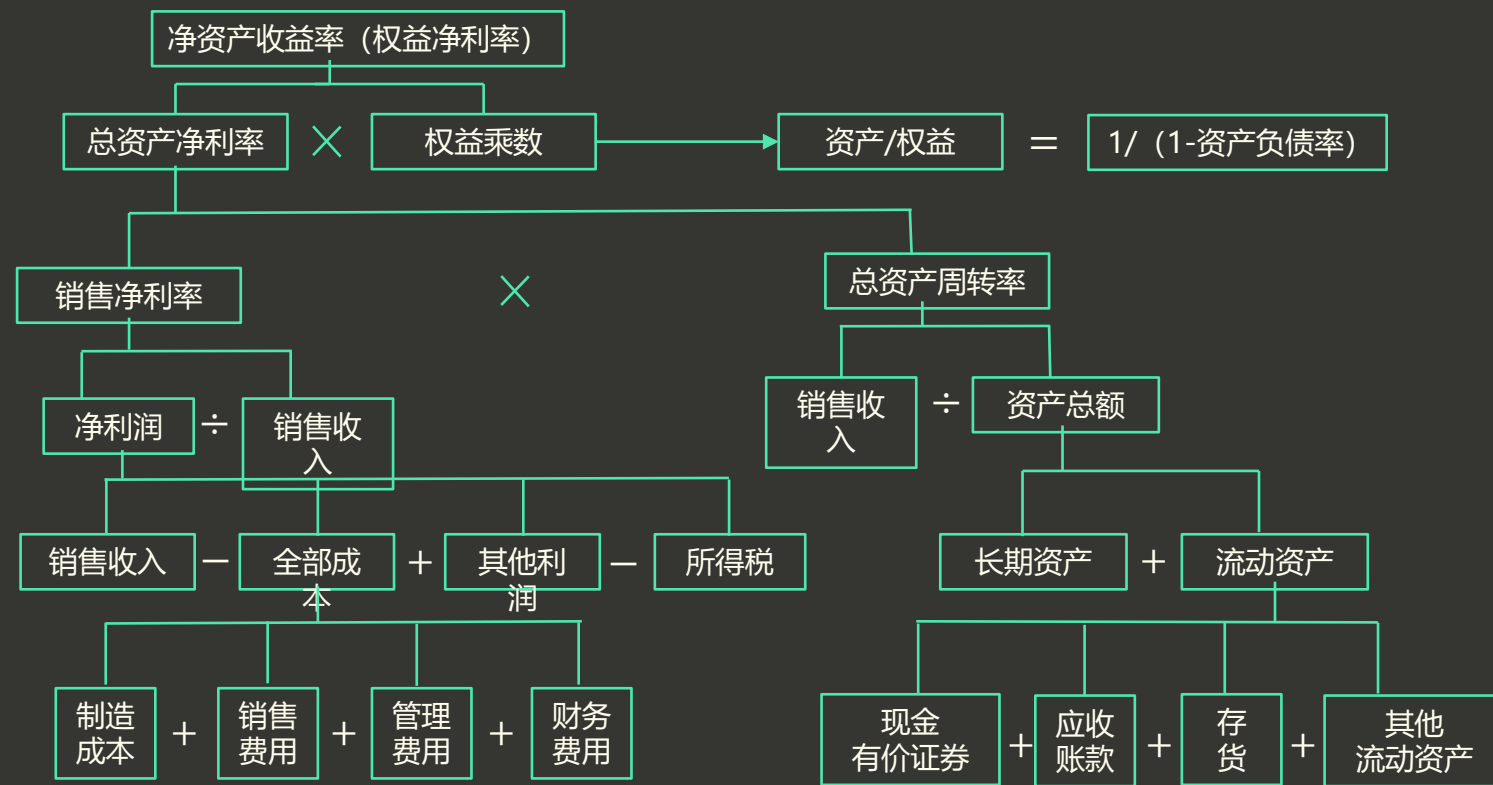 净资产收益率（权益净利率）
总资产净利率 × 权益乘数 资产/权益 = 1/（1-资产负债率）
销售净利率 × 总资产周转率
净利润 ÷ 销售收
入
销售收 ÷ 资产总额
入
销售收入 － 全部成 + 其他利 － 所得税
本 润
长期资产 + 流动资产
制造 + 销售 + 管理 + 财务
成本 费用 费用 费用
现金 + 应收 + 存 + 其他
有价证券 账款 货 流动资产